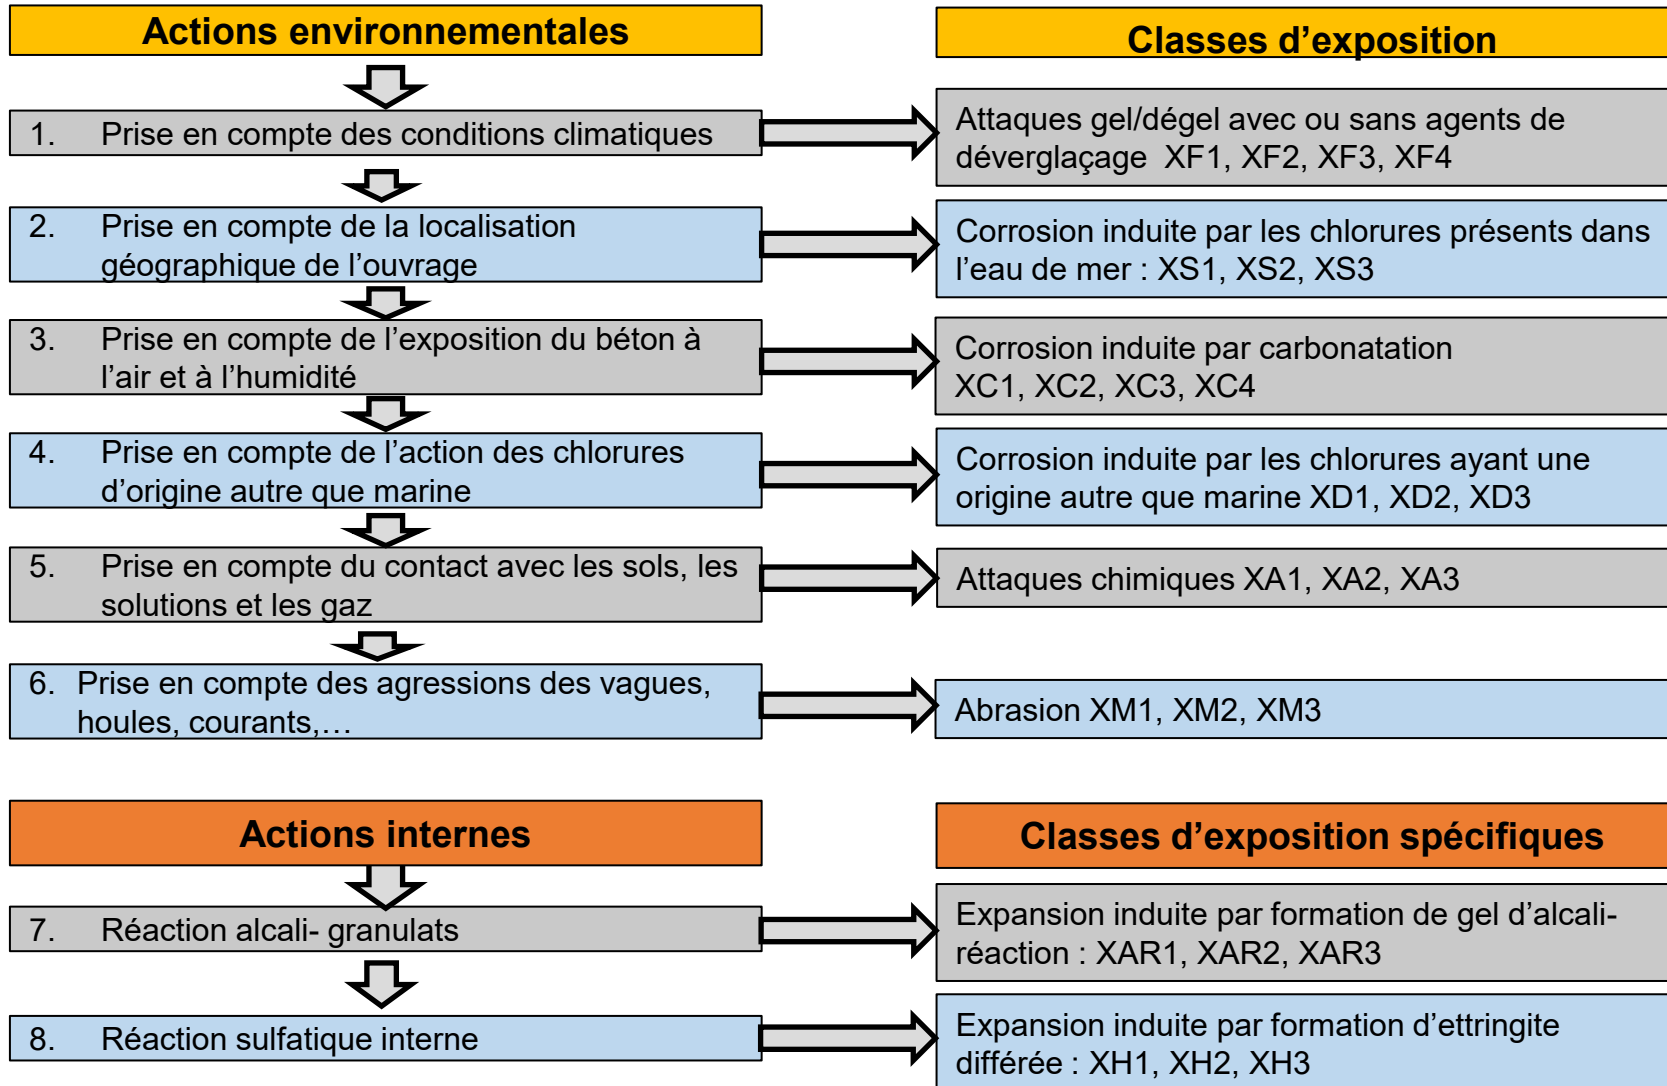 Actions environnementales
Classes d’exposition
1. Prise en compte des conditions climatiques
Attaques gel/dégel avec ou sans agents de
déverglaçage XF1, XF2, XF3, XF4
2. Prise en compte de la localisation
géographique de l’ouvrage
Corrosion induite par les chlorures présents dans
l’eau de mer : XS1, XS2, XS3
3. Prise en compte de l’exposition du béton à
l’air et à l’humidité
Corrosion induite par carbonatation
XC1, XC2, XC3, XC4
4. Prise en compte de l’action des chlorures
d’origine autre que marine
Corrosion induite par les chlorures ayant une
origine autre que marine XD1, XD2, XD3
5. Prise en compte du contact avec les sols, les
solutions et les gaz
Attaques chimiques XA1, XA2, XA3
6. Prise en compte des agressions des vagues,
houles, courants,…
Abrasion XM1, XM2, XM3
Actions internes
Classes d’exposition spécifiques
7. Réaction alcali- granulats
Expansion induite par formation de gel d’alcali-
réaction : XAR1, XAR2, XAR3
8. Réaction sulfatique interne
Expansion induite par formation d’ettringite
différée : XH1, XH2, XH3